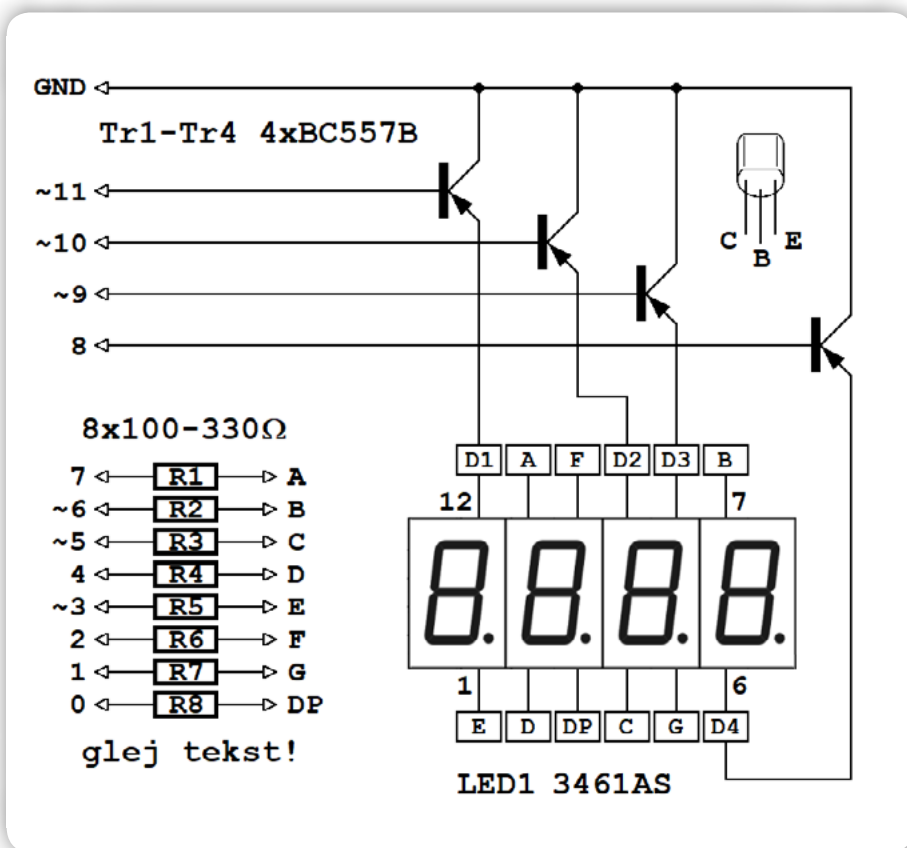 GND
Tr1-Tr4 4xBC557B
~11
~10
C B E
~9
8
8x100-330Ω
7 R1 A
~6 R2 B
~5 R3 C
4 R4 D
~3 R5 E
2 R6 F
1 R7 G
0 R8 DP
glej tekst!
D1 A F D2 D3 B
12 7
1 6
E D DP C G D4
LED1 3461AS